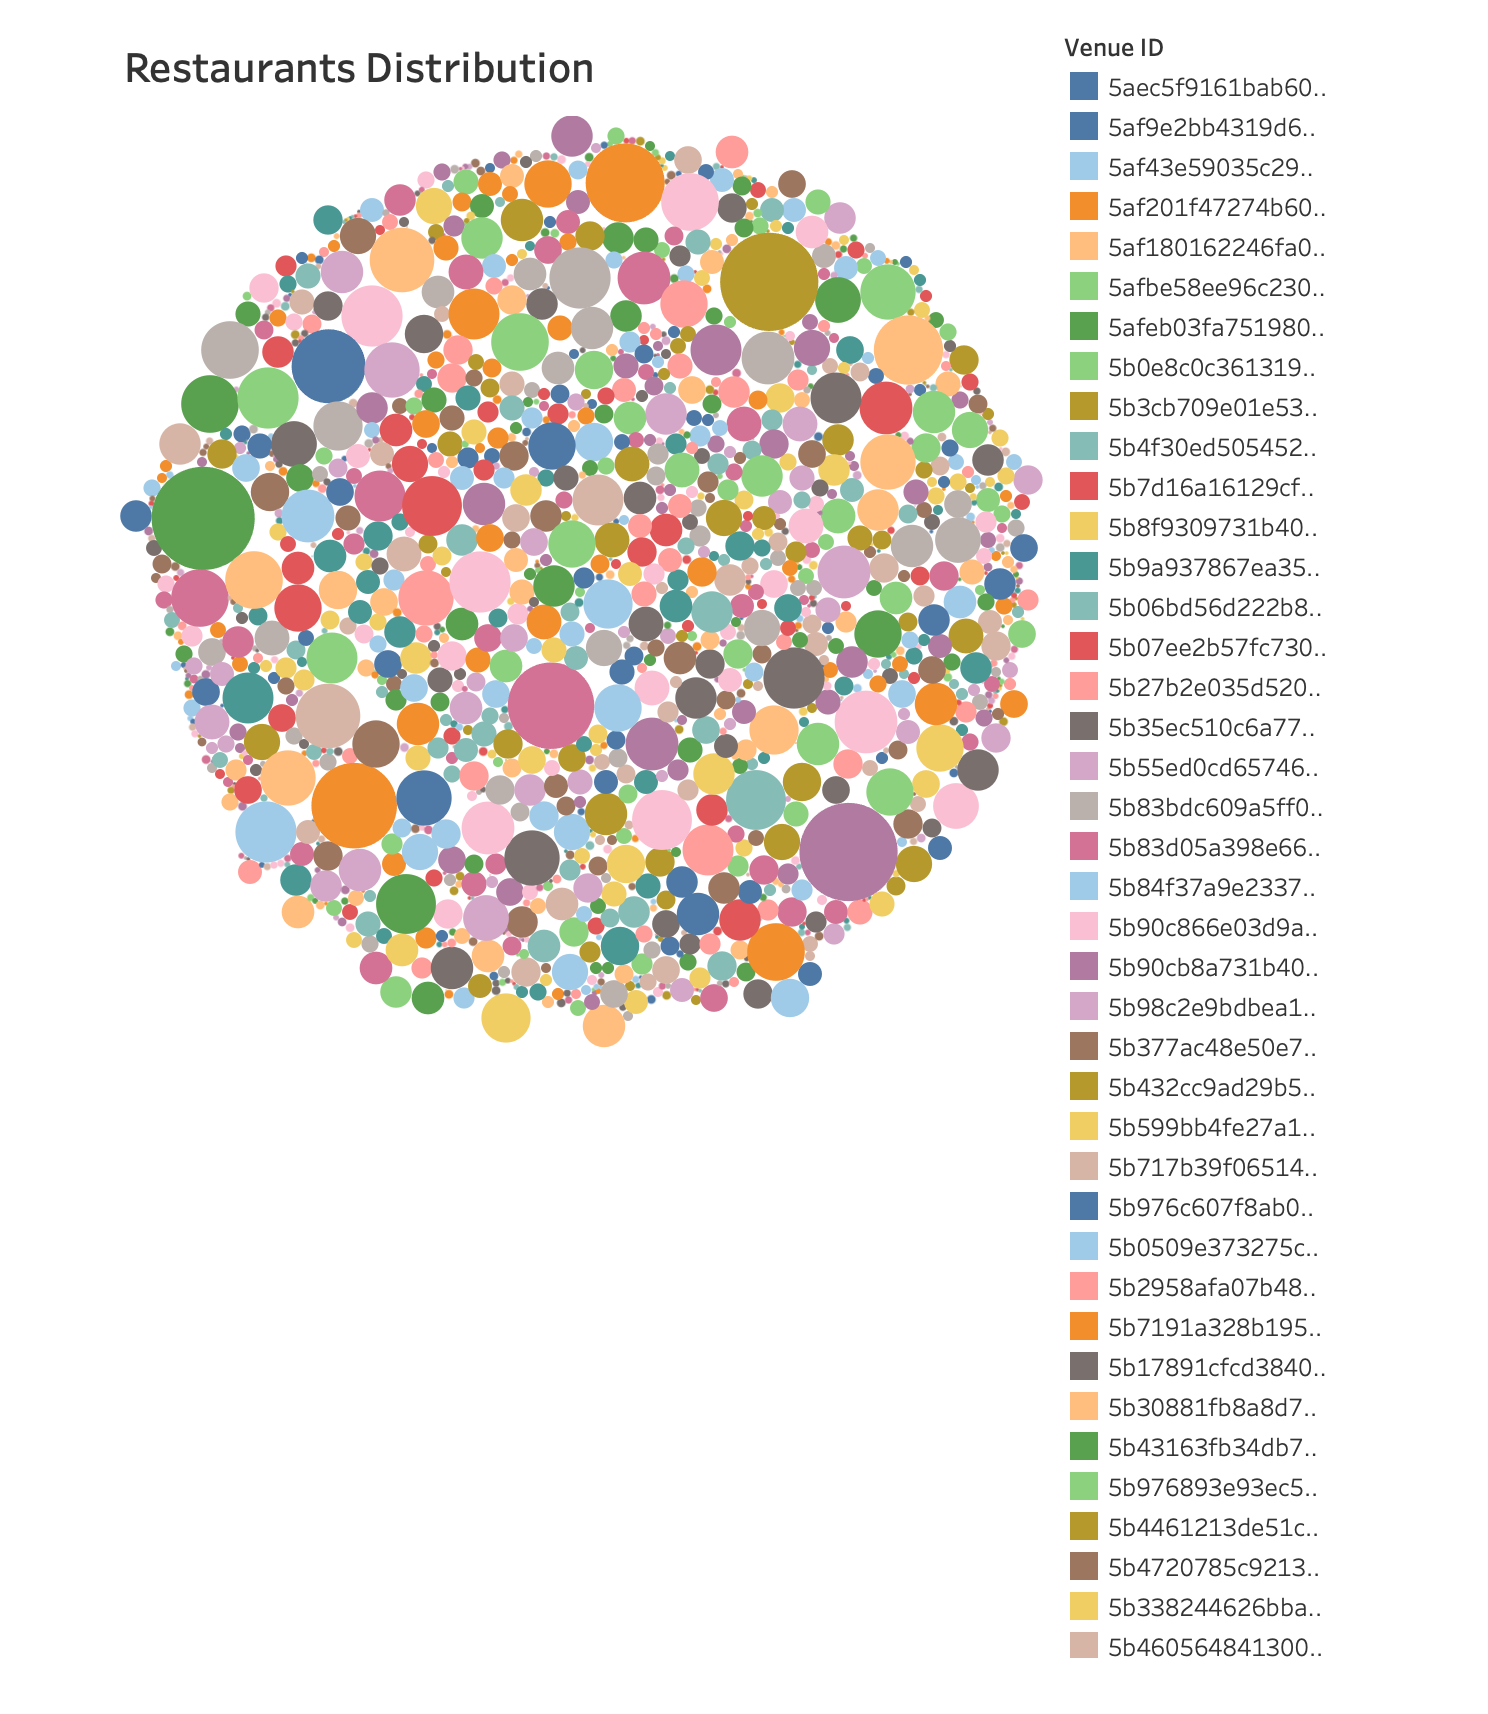 Restaurants Distribution
Venue ID
5aec5f9161bab60..
5af9e2bb4319d6..
5af43e59035c29..
5af201f47274b60..
5af180162246fa0..
5afbe58ee96c230..
5afeb03fa751980..
5b0e8c0c361319..
5b3cb709e01e53..
5b4f30ed505452..
5b7d16a16129cf..
5b8f9309731b40..
5b9a937867ea35..
5b06bd56d222b8..
5b07ee2b57fc730..
5b27b2e035d520..
5b35ec510c6a77..
5b55ed0cd65746..
5b83bdc609a5ff0..
5b83d05a398e66..
5b84f37a9e2337..
5b90c866e03d9a..
5b90cb8a731b40..
5b98c2e9bdbea1..
5b377ac48e50e7..
5b432cc9ad29b5..
5b599bb4fe27a1..
5b717b39f06514..
5b976c607f8ab0..
5b0509e373275c..
5b2958afa07b48..
5b7191a328b195..
5b17891cfcd3840..
5b30881fb8a8d7..
5b43163fb34db7..
5b976893e93ec5..
5b4461213de51c..
5b4720785c9213..
5b338244626bba..
5b460564841300..